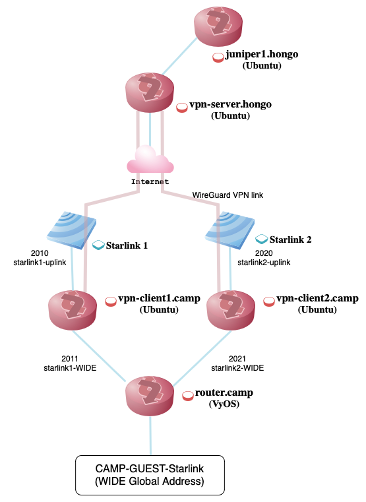 juniper1.hongo
(Ubuntu)
vpn-server.hongo
(Ubuntu)
Internet
WireGuard VPN link
Starlink 1
Starlink 2
2010
starlink1-uplink
2020
starlink2-uplink
vpn-client1.camp
(Ubuntu)
vpn-client2.camp
(Ubuntu)
2011
starlink1-WIDE
2021
starlink2-WIDE
router.camp
(VyOS)
CAMP-GUEST-Starlink
(WIDE Global Address)